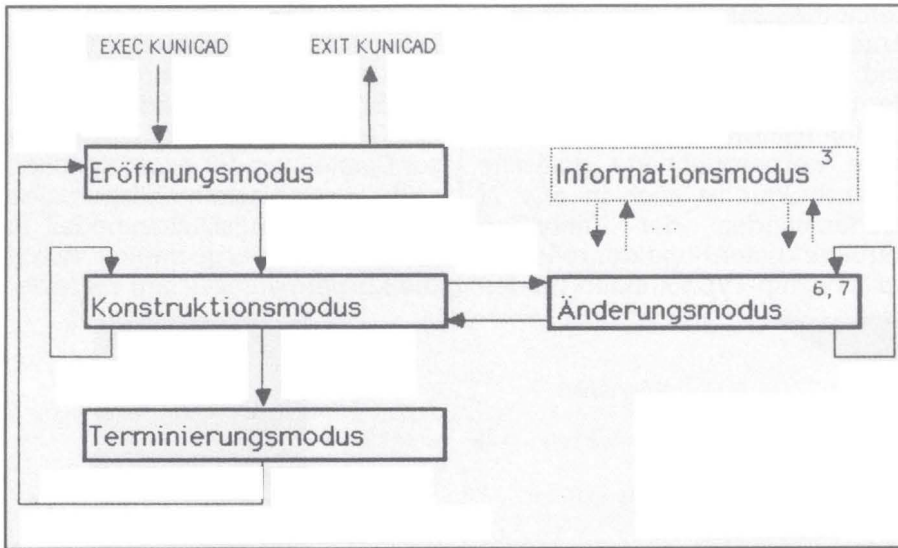 EXEC KUNICAD
EXIT KUNICAD
Eröffnungsmodus
Informationsmodus 3
Konstruktionsmodus
Änderungsmodus 6, 7
Terminierungsmodus